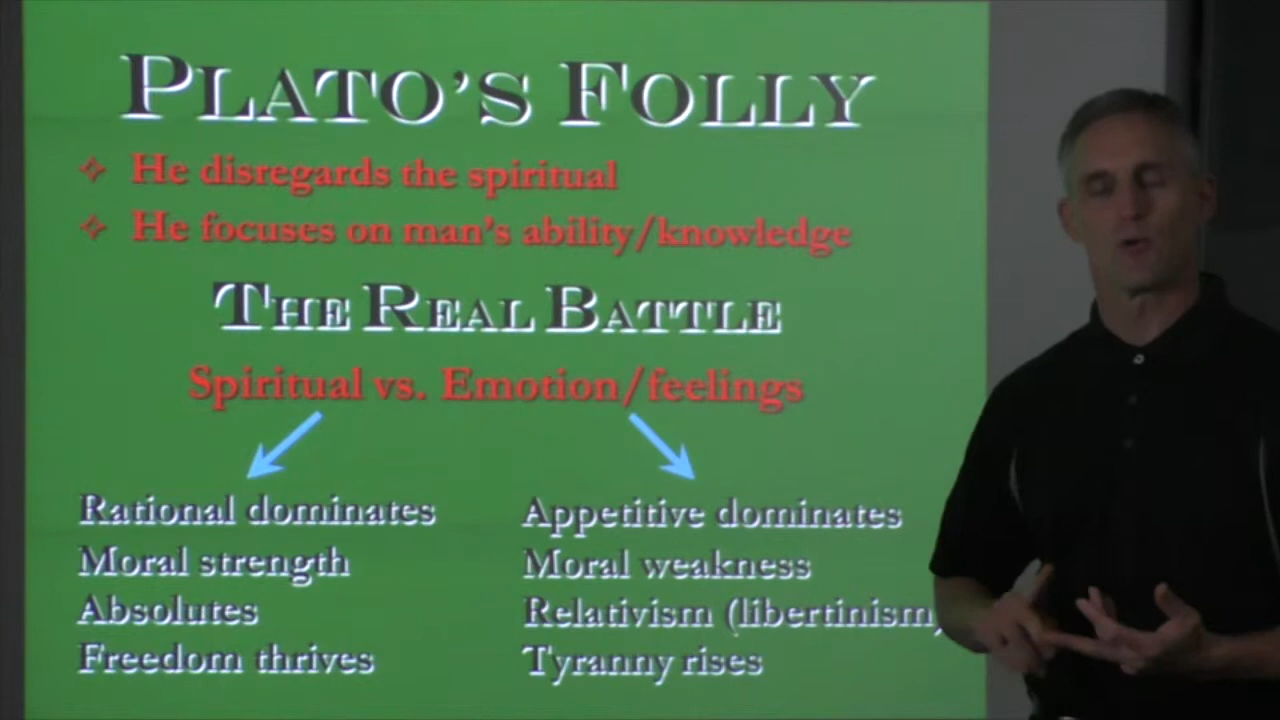 PLATO'S FOLLY
He disregards the spiritual
He focuses on man's ability/knowledge
THE REAL BATTLE
Spiritual vs. Emotion/feelings
Rational dominates
Moral strength
Absolutes
Freedom thrives
Appetitive dominates
Moral weakness
Relativism (libertinism)
Tyranny rises